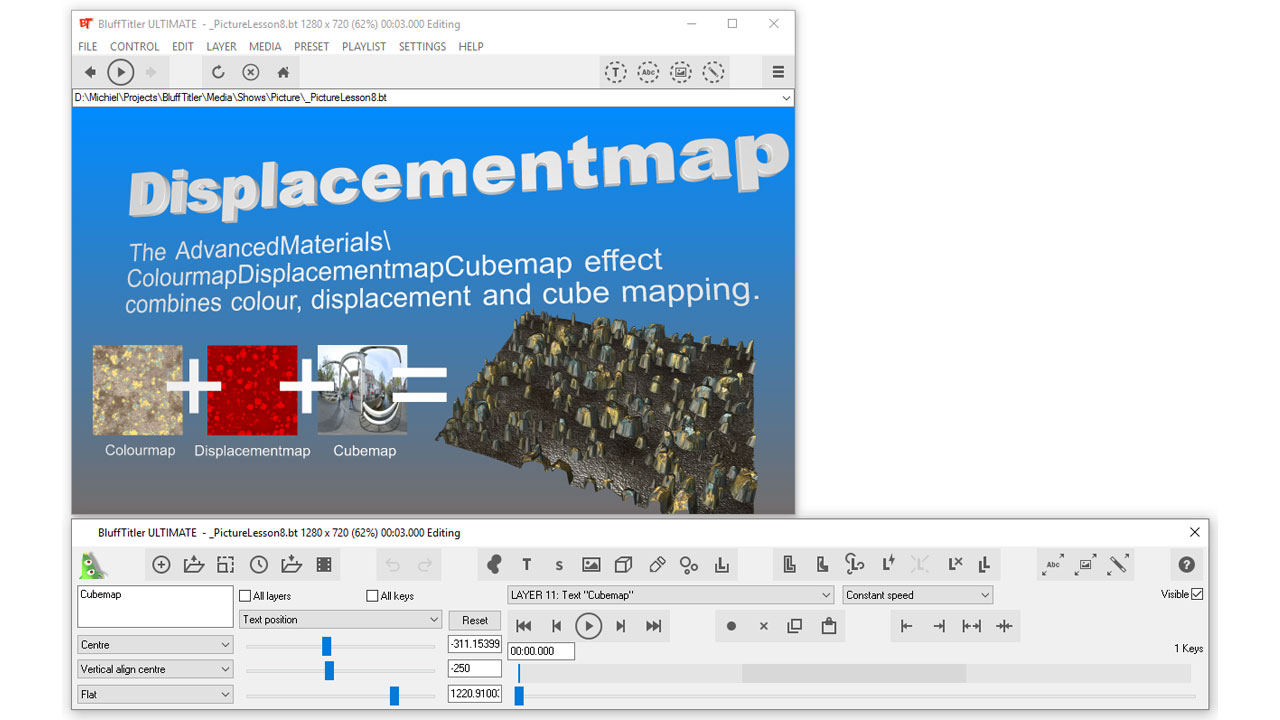 BT BluffTitler ULTIMATE - _PictureLesson8.bt 1280 x 720 (62%) 00:03.000 Editing
FILE CONTROL EDIT LAYER MEDIA PRESET PLAYLIST SETTINGS HELP
T Abc
D:\Michiel\Projects\BluffTitler\Media\Shows\Picture\_PictureLesson8.bt
Displacementmap
The AdvancedMaterials\
ColourmapDisplacementmapCubemap effect
combines colour, displacement and cube mapping.
Colourmap Displacementmap Cubemap
BluffTitler ULTIMATE - _PictureLesson8.bt 1280 x 720 (62%) 00:03.000 Editing
T S Abc ?
Cubemap All layers All keys LAYER 11: Text "Cubemap" Constant speed Visible
Text position Reset
Centre -311.15399 00:00.000 1 Keys
Vertical align centre -250
Flat